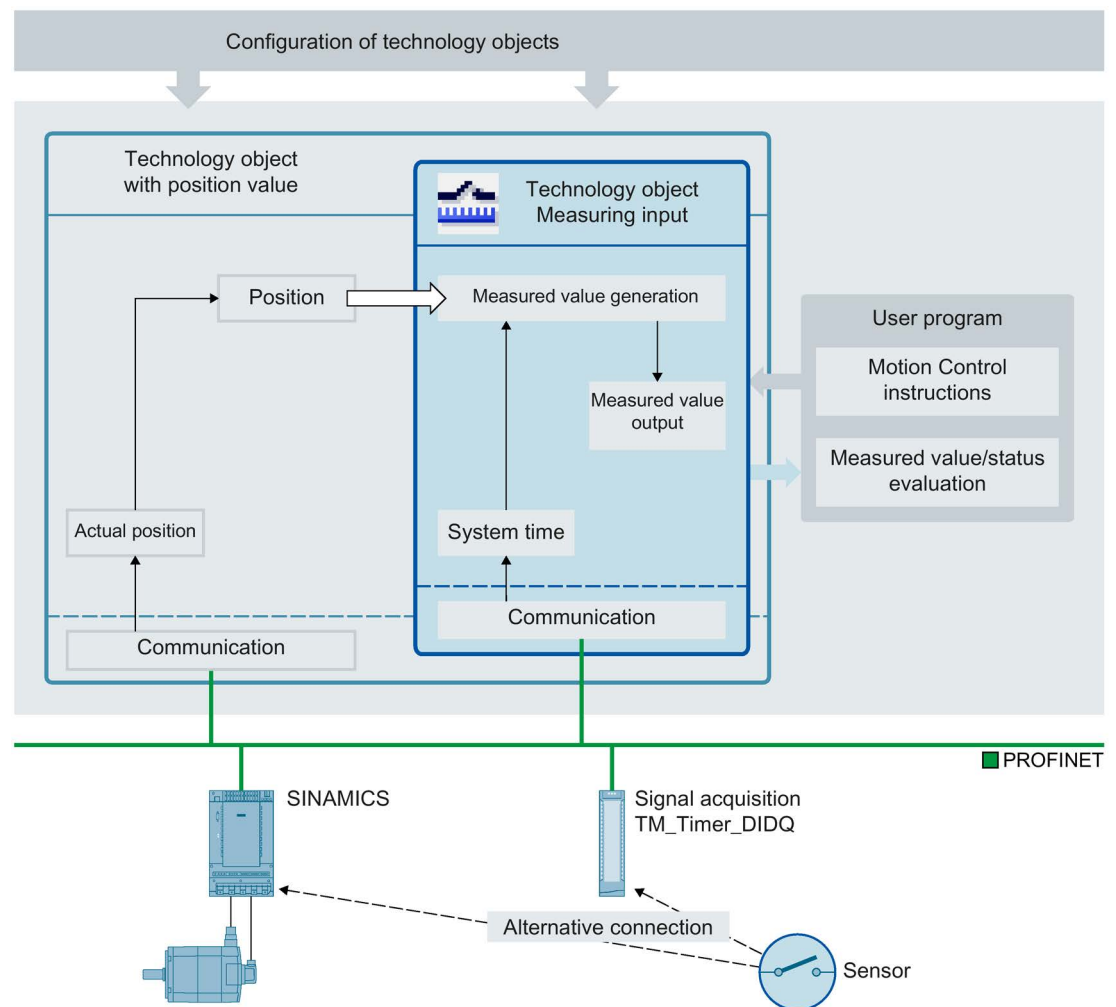 Configuration of technology objects
Technology object
with position value
Technology object
Measuring input
Position
Measured value generation
User program
Motion Control
instructions
Measured value
output
Measured value/status
evaluation
Actual position
System time
Communication
Communication
PROFINET
SINAMICS
Signal acquisition
TM_Timer_DIDQ
Alternative connection
Sensor